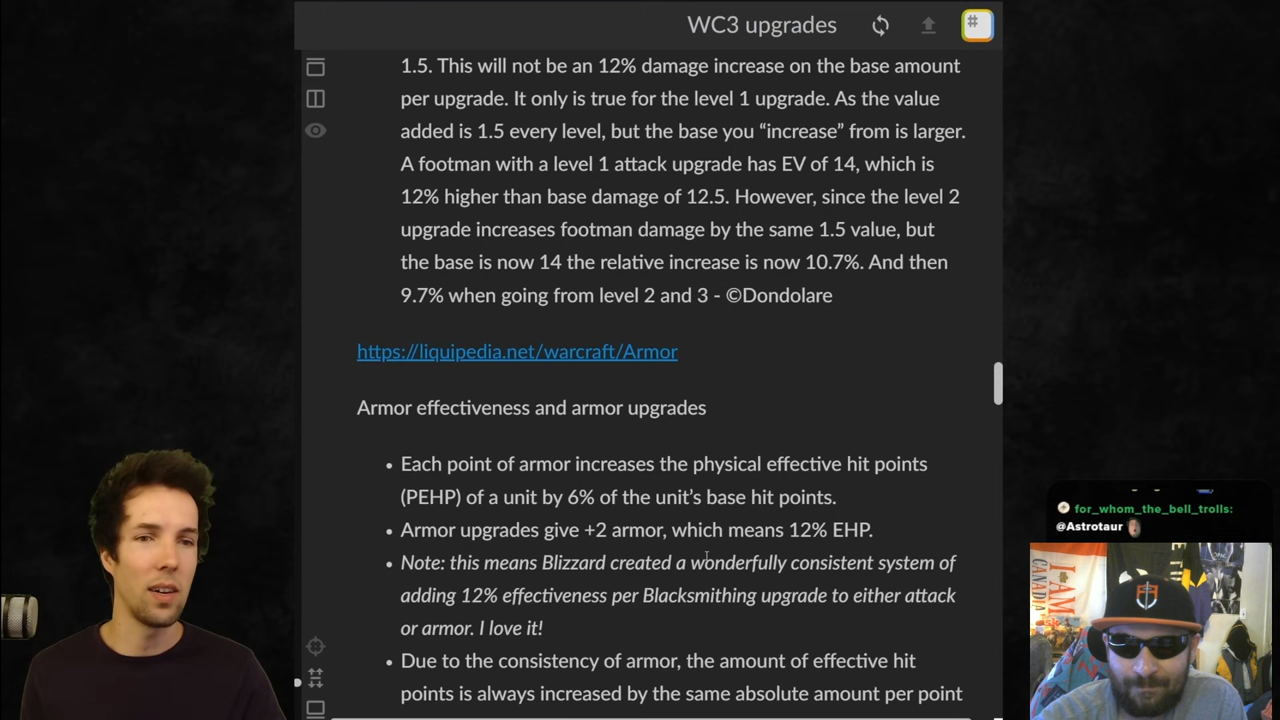 WC3 upgrades
#
1.5. This will not be an 12% damage increase on the base amount
per upgrade. It only is true for the level 1 upgrade. As the value
added is 1.5 every level, but the base you “increase” from is larger.
A footman with a level 1 attack upgrade has EV of 14, which is
12% higher than base damage of 12.5. However, since the level 2
upgrade increases footman damage by the same 1.5 value, but
the base is now 14 the relative increase is now 10.7%. And then
9.7% when going from level 2 and 3 - ©Dondolare
https://liquipedia.net/warcraft/Armor
Armor effectiveness and armor upgrades
• Each point of armor increases the physical effective hit points
(PEHP) of a unit by 6% of the unit’s base hit points.
• Armor upgrades give +2 armor, which means 12% EHP.
• Note: this means Blizzard created a wonderfully consistent system of
adding 12% effectiveness per Blacksmithing upgrade to either attack
or armor. I love it!
• Due to the consistency of armor, the amount of effective hit
points is always increased by the same absolute amount per point
for_whom_the_bell_trolls:
@Astrotaur
I AM
CANADIAN